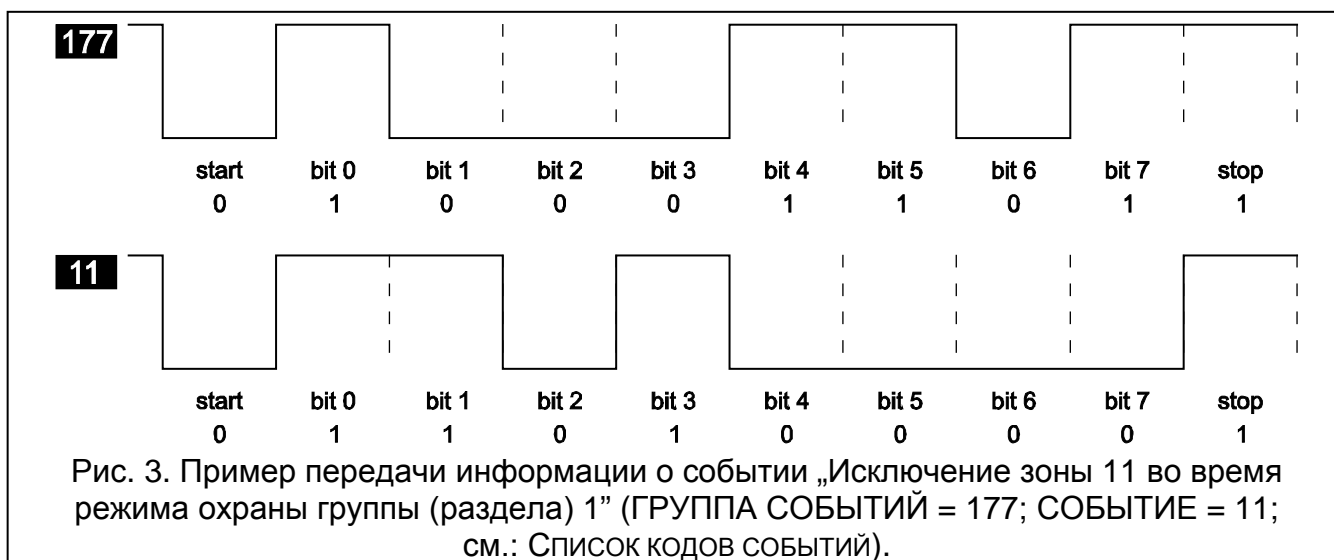 177
start bit 0 bit 1 bit 2 bit 3 bit 4 bit 5 bit 6 bit 7 stop
0 1 0 0 0 1 1 0 1 1
11
start bit 0 bit 1 bit 2 bit 3 bit 4 bit 5 bit 6 bit 7 stop
0 1 1 0 1 0 0 0 0 1
Рис. 3. Пример передачи информации о событии „Исключение зоны 11 во время
режима охраны группы (раздела) 1” (ГРУППА СОБЫТИЙ = 177; СОБЫТИЕ = 11;
см.: СПИСОК КОДОВ СОБЫТИЙ).